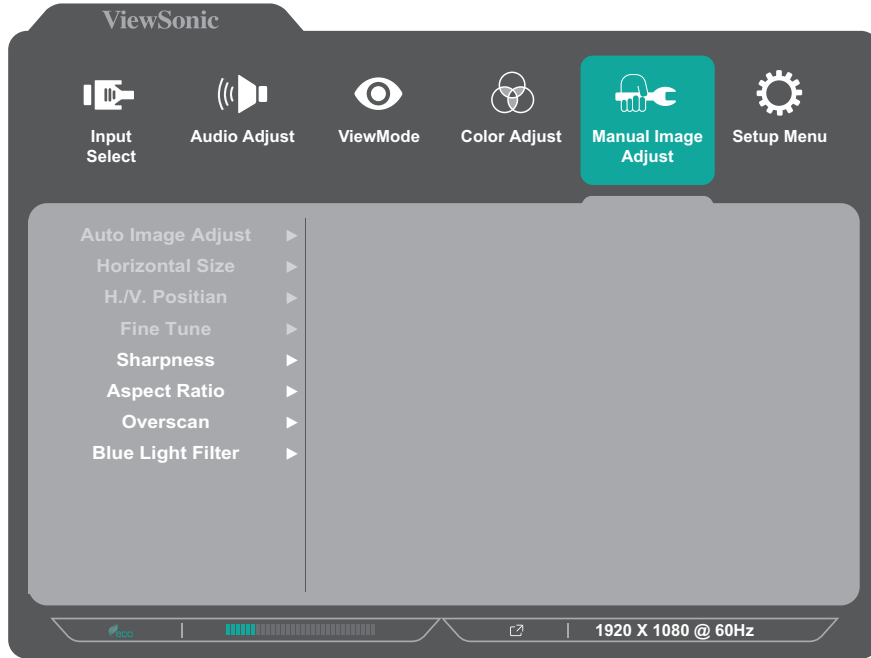 ViewSonic
Input
Select
Audio Adjust
ViewMode
Color Adjust
Manual Image
Adjust
Setup Menu
Auto Image Adjust
Horizontal Size
H./V. Positian
Fine Tune
Sharpness
Aspect Ratio
Overscan
Blue Light Filter
eco
1920 X 1080 @ 60Hz